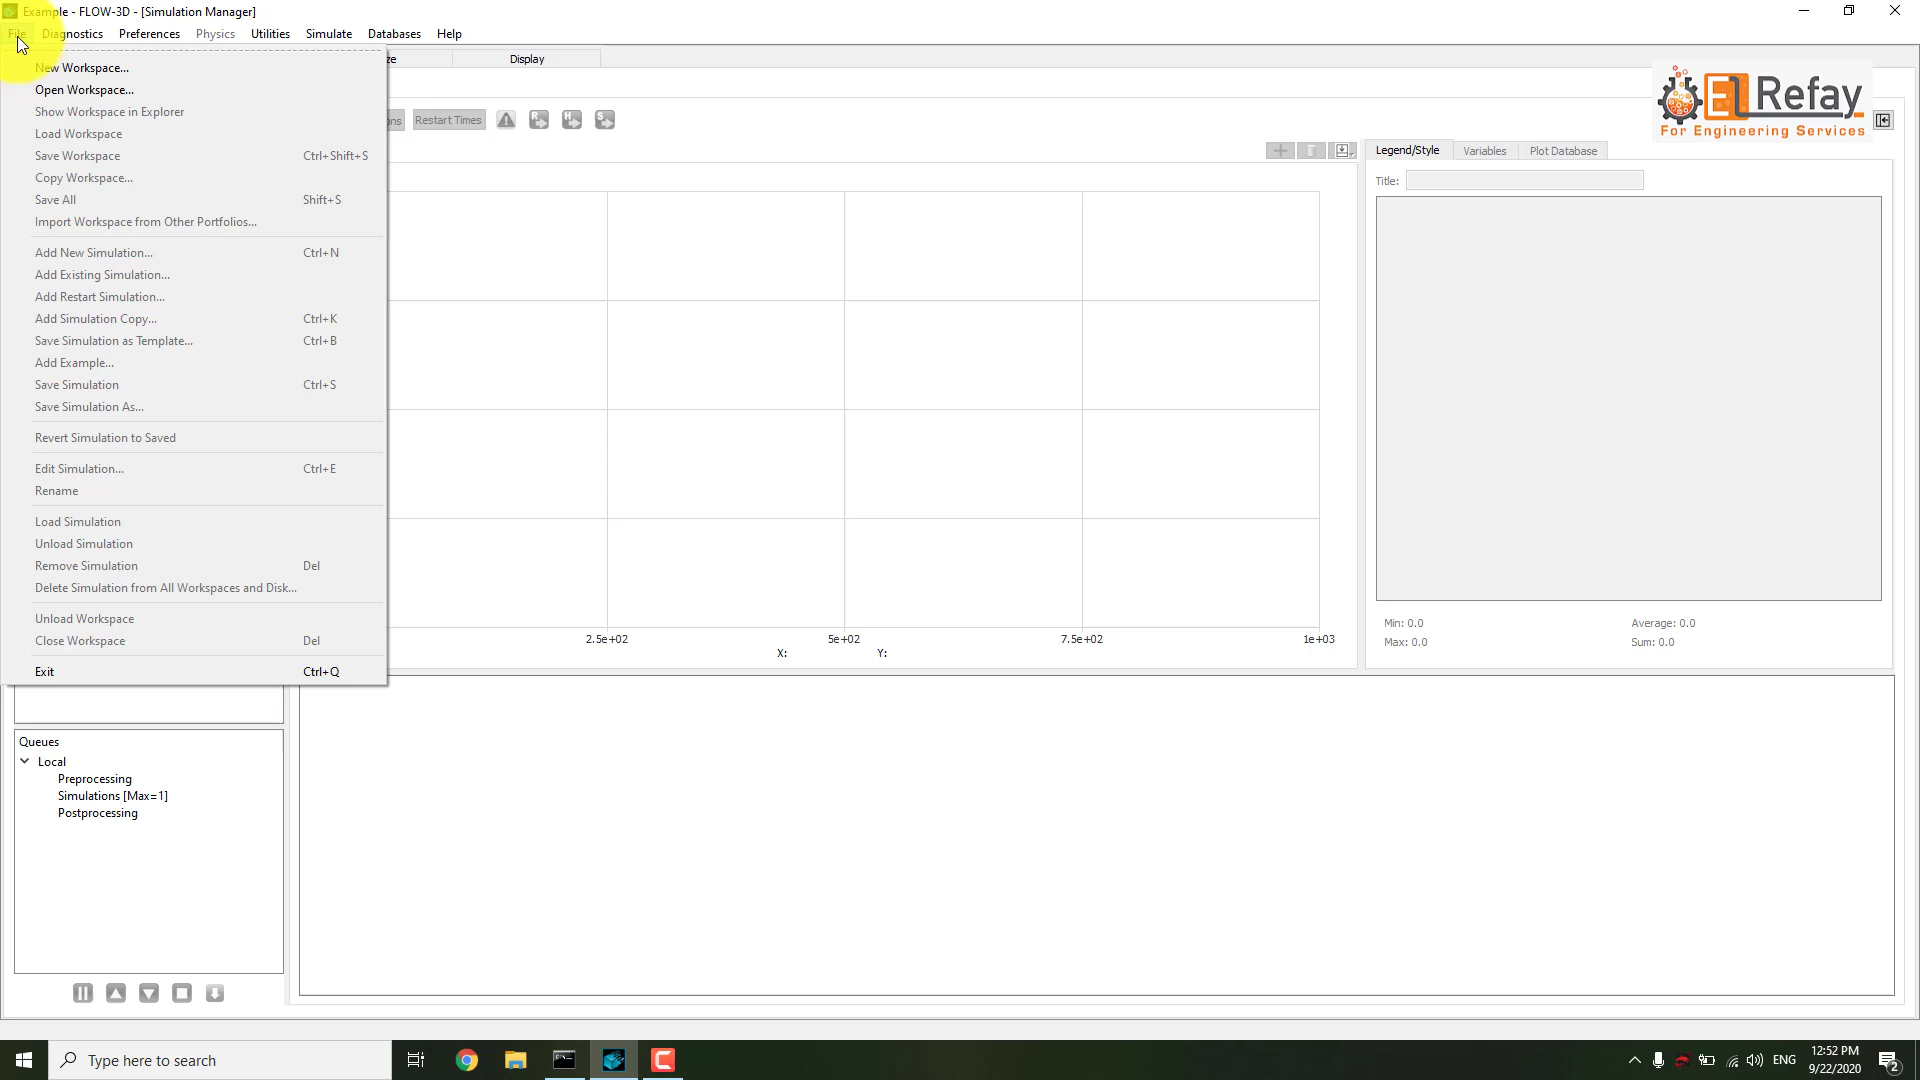 Example - FLOW-3D - [Simulation Manager]
File Diagnostics Preferences Physics Utilities Simulate Databases Help
ze Display
New Workspace...
Open Workspace...
Show Workspace in Explorer
Load Workspace
Save Workspace Ctrl+Shift+S
Copy Workspace...
Save All Shift+S
Import Workspace from Other Portfolios...
Add New Simulation... Ctrl+N
Add Existing Simulation...
Add Restart Simulation...
Add Simulation Copy... Ctrl+K
Save Simulation as Template... Ctrl+B
Add Example...
Save Simulation Ctrl+S
Save Simulation As...
Revert Simulation to Saved
Edit Simulation... Ctrl+E
Rename
Load Simulation
Unload Simulation
Remove Simulation Del
Delete Simulation from All Workspaces and Disk...
Unload Workspace
Close Workspace Del
Exit Ctrl+Q
ons Restart Times R H S
El Refay
For Engineering Services
Legend/Style Variables Plot Database
Title:
2.5e+02 5e+02 7.5e+02 1e+03
X: Y:
Min: 0.0 Average: 0.0
Max: 0.0 Sum: 0.0
Queues
Local
Preprocessing
Simulations [Max=1]
Postprocessing
Type here to search
ENG
12:52 PM
9/22/2020
2